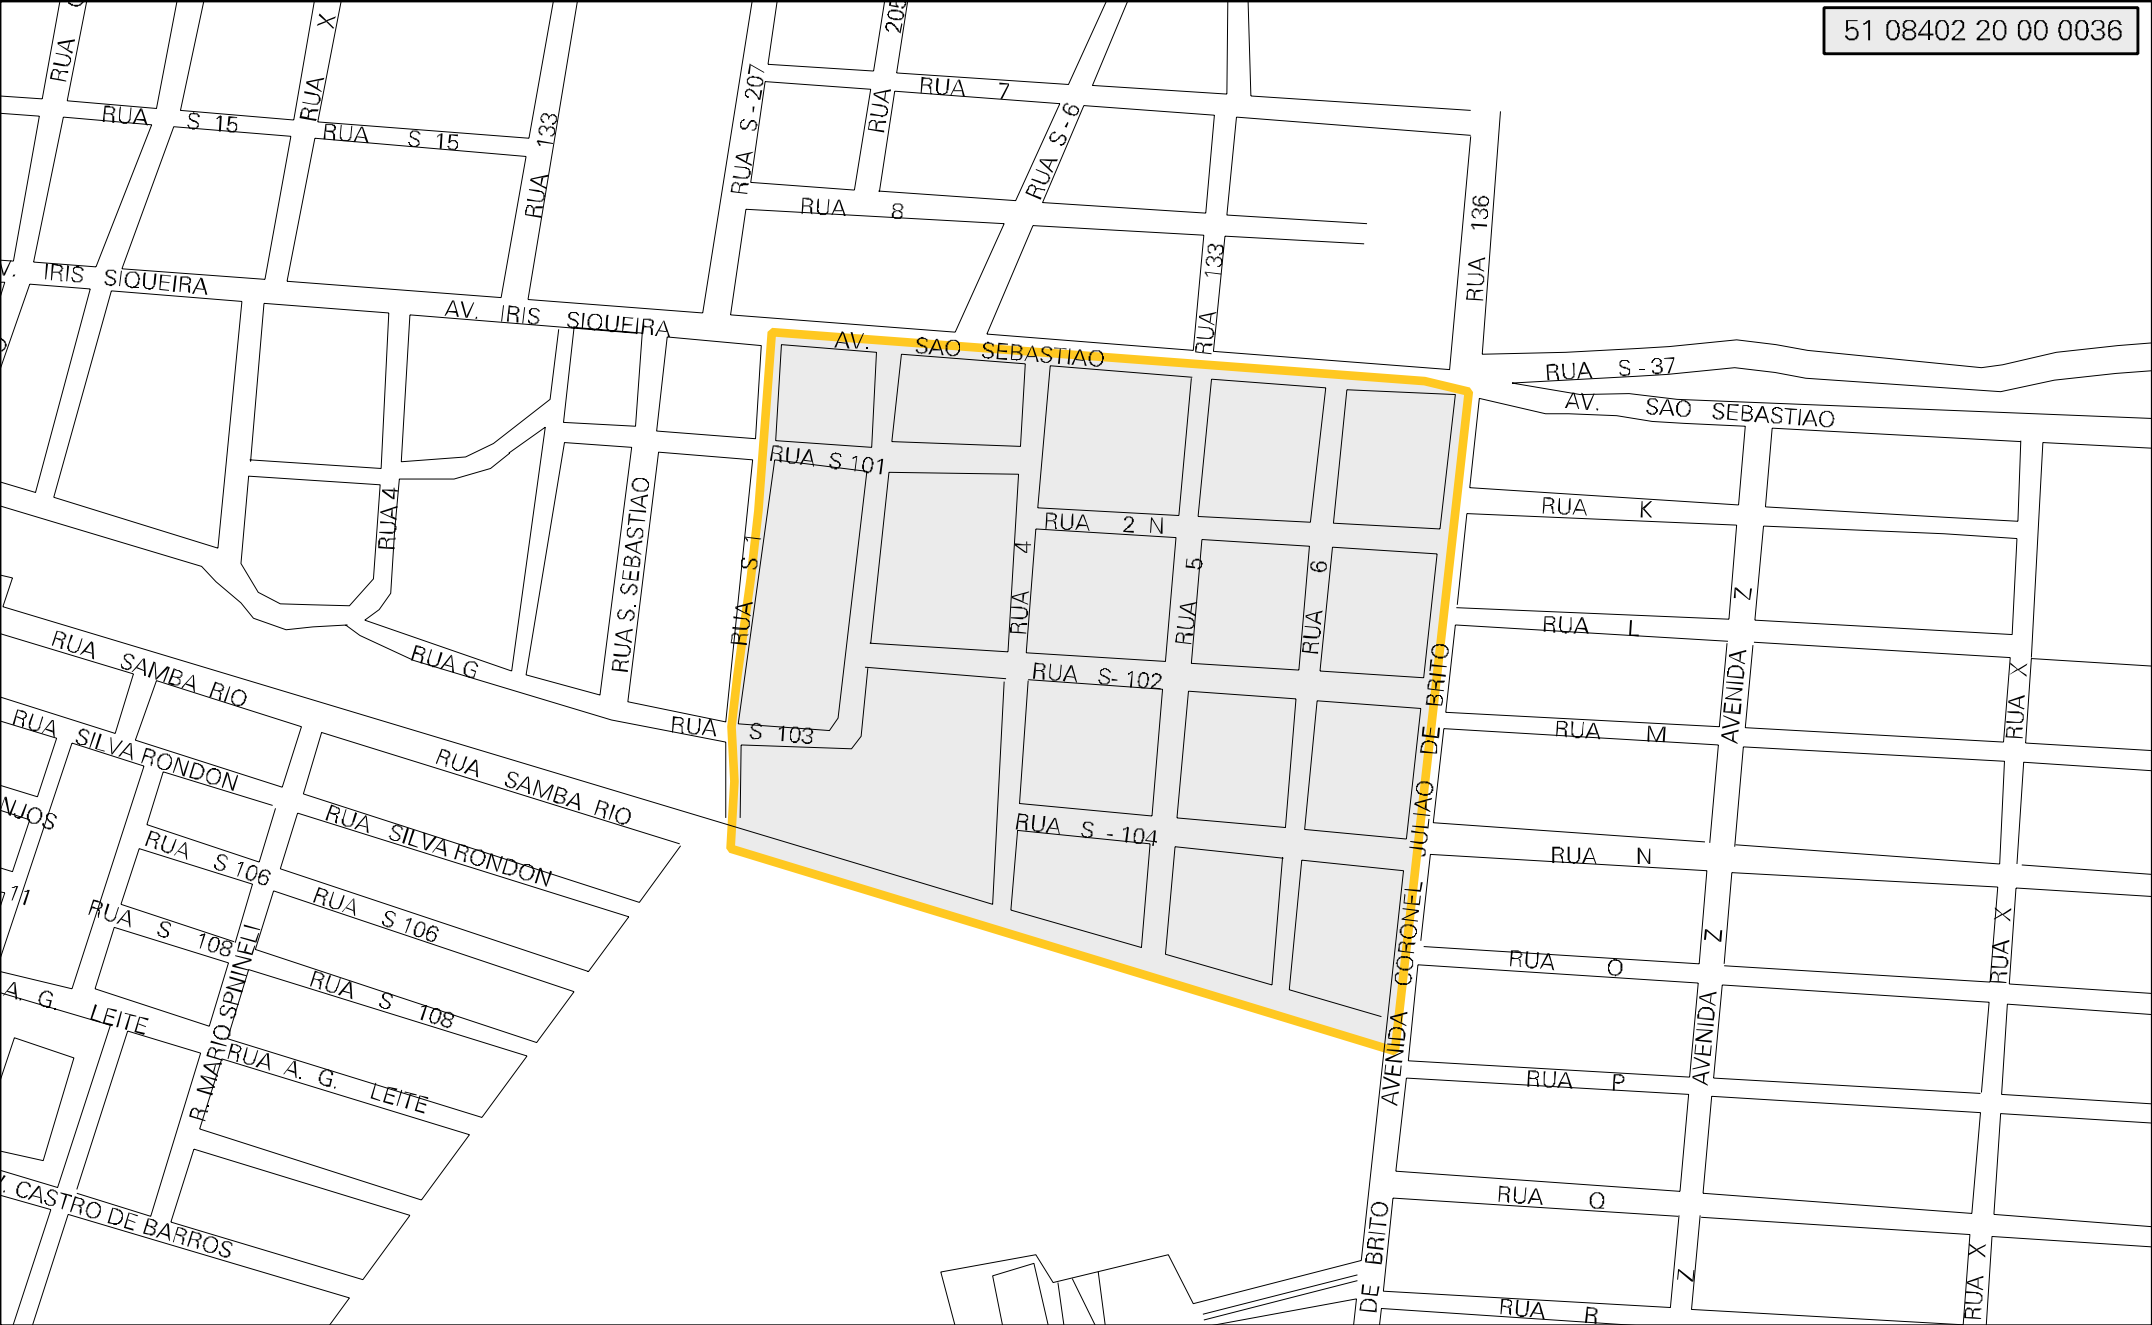 51 08402 20 00 0036
RUA
RUA X
205
RUA
RUA 7
RUA S - 207
RUA S - 6
RUA S 15
RUA S 15
RUA 133
RUA 8
RUA 136
RUA 133
IRIS SIQUEIRA
AV. IRIS SIQUEIRA
AV. SAO SEBASTIAO
RUA S - 37
AV. SAO SEBASTIAO
RUA S 101
RUA 4
RUA S. SEBASTIAO
RUA S 1
RUA 2 N
RUA 4
RUA 5
RUA 6
RUA K
RUA L
AVENIDA Z
RUA X
RUA G
RUA SAMBA RIO
RUA S- 102
RUA S 103
RUA M
RUA SILVA RONDON
RUA SAMBA RIO
RUA S - 104
AVENIDA CORONEL JULIAO DE BRITO
RUA N
NJOS
RUA SILVA RONDON
RUA S 106
RUA S 106
11
RUA S 108
RUA S 108
R. MARIO SPNINELI
RUA O
AVENIDA Z
RUA X
A. G. LEITE
RUA A. G. LEITE
RUA P
CASTRO DE BARROS
RUA Q
DE BRITO
Z
RUA X
RUA R